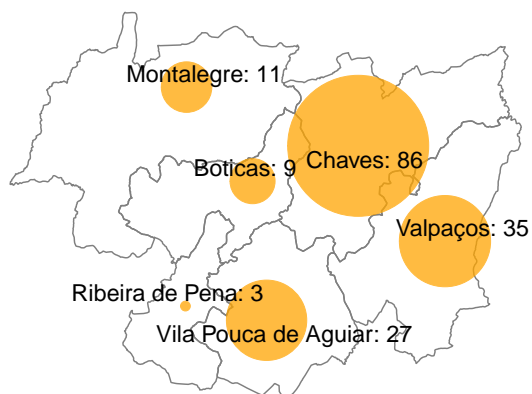 Montalegre: 11
Boticas: 9
Chaves: 86
Valpaços: 35
Ribeira de Pena: 3
Vila Pouca de Aguiar: 27